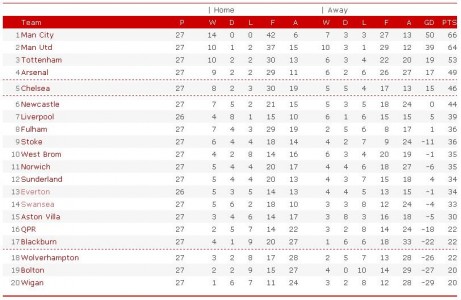 | Home | Away
Team P W D L F A W D L F A GD PTS
1 Man City 27 14 0 0 42 6 7 3 3 27 13 50 66
2 Man Utd 27 10 1 2 37 15 10 3 1 29 12 39 64
3 Tottenham 27 10 2 2 30 13 6 3 4 22 20 19 53
4 Arsenal 27 9 2 2 29 11 6 2 6 26 27 17 49
5 Chelsea 27 8 2 3 30 19 5 5 4 17 13 15 46
6 Newcastle 27 7 5 2 21 15 5 3 5 18 24 0 44
7 Liverpool 26 4 8 1 15 10 6 1 6 15 15 5 39
8 Fulham 27 7 4 3 29 19 2 5 6 8 17 1 36
9 Stoke 27 6 4 4 18 14 4 2 7 9 24 -11 36
10 West Brom 27 4 2 8 14 16 6 3 4 20 19 -1 35
11 Norwich 27 5 4 4 20 17 4 4 6 18 27 -6 35
12 Sunderland 27 5 4 4 20 13 4 3 7 15 18 4 34
13 Everton 26 5 3 5 14 13 4 4 5 13 15 -1 34
14 Swansea 27 5 6 2 18 10 3 3 8 12 24 -4 33
15 Aston Villa 27 3 4 6 14 17 3 8 3 16 18 -5 30
16 QPR 27 2 5 7 14 22 3 2 8 14 24 -18 22
17 Blackburn 27 4 1 9 20 27 1 6 6 18 33 -22 22
18 Wolverhampton 27 3 2 8 17 28 2 5 7 13 28 -26 22
19 Bolton 27 2 2 9 15 27 4 0 10 14 29 -27 20
20 Wigan 27 1 6 7 11 24 3 2 8 12 28 -29 20